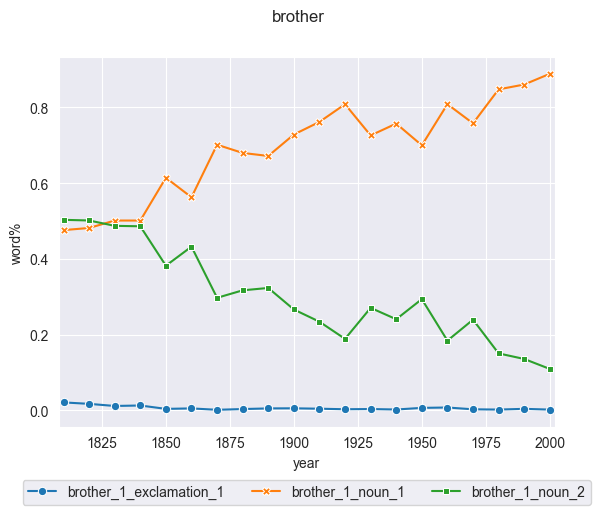 brother
0.8
0.6
0.4
0.2
0.0
word%
1825 1850 1875 1900 1925 1950 1975 2000
year
brother_1_exclamation_1 brother_1_noun_1 brother_1_noun_2